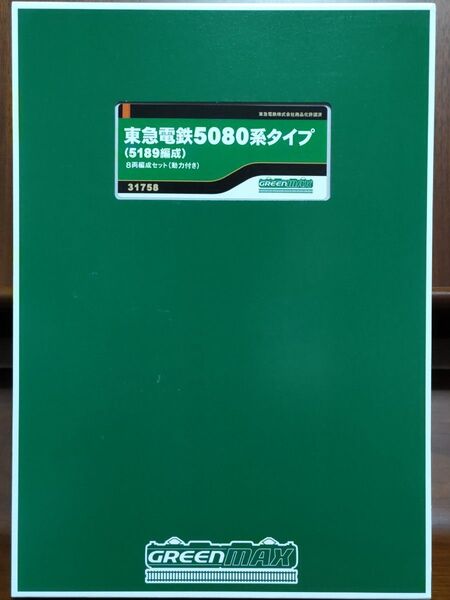 東急電鉄株式会社商品化許諾済
東急電鉄5080系タイプ
(5189編成)
8両編成セット(動力付き)
31758
GREENMAX
GREENMAX